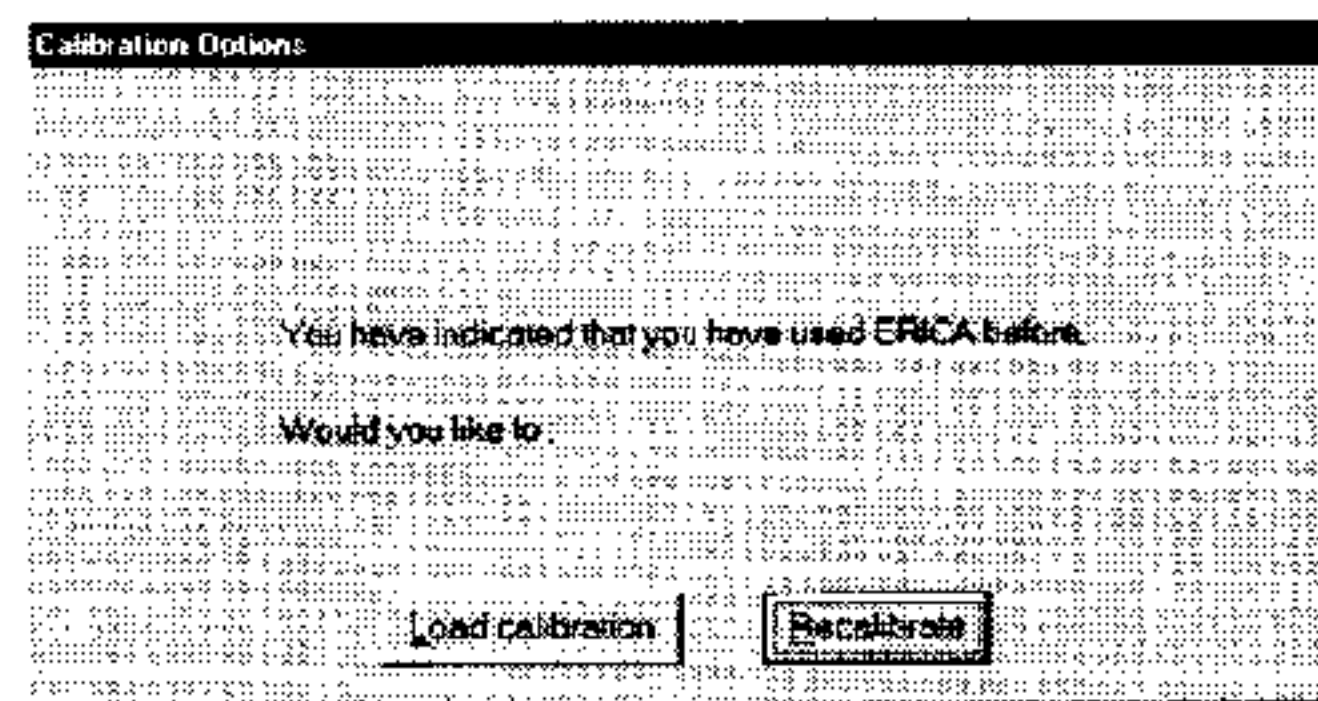 Calibration Options
You have indicated that you have used ERICA before.
Would you like to :
Load calibration
Recalibrate